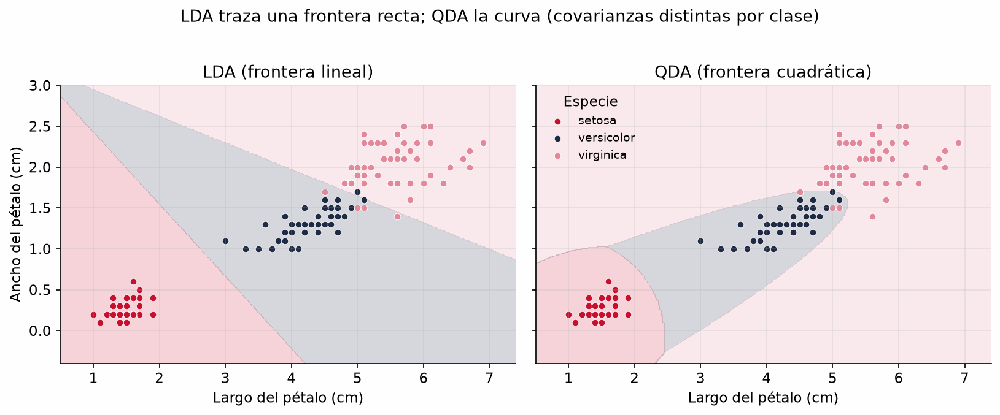 LDA traza una frontera recta; QDA la curva (covarianzas distintas por clase)
LDA (frontera lineal)
Ancho del pétalo (cm)
3.0
2.5
2.0
1.5
1.0
0.5
0.0
1 2 3 4 5 6 7
Largo del pétalo (cm)
QDA (frontera cuadrática)
Especie
setosa
versicolor
virginica
1 2 3 4 5 6 7
Largo del pétalo (cm)